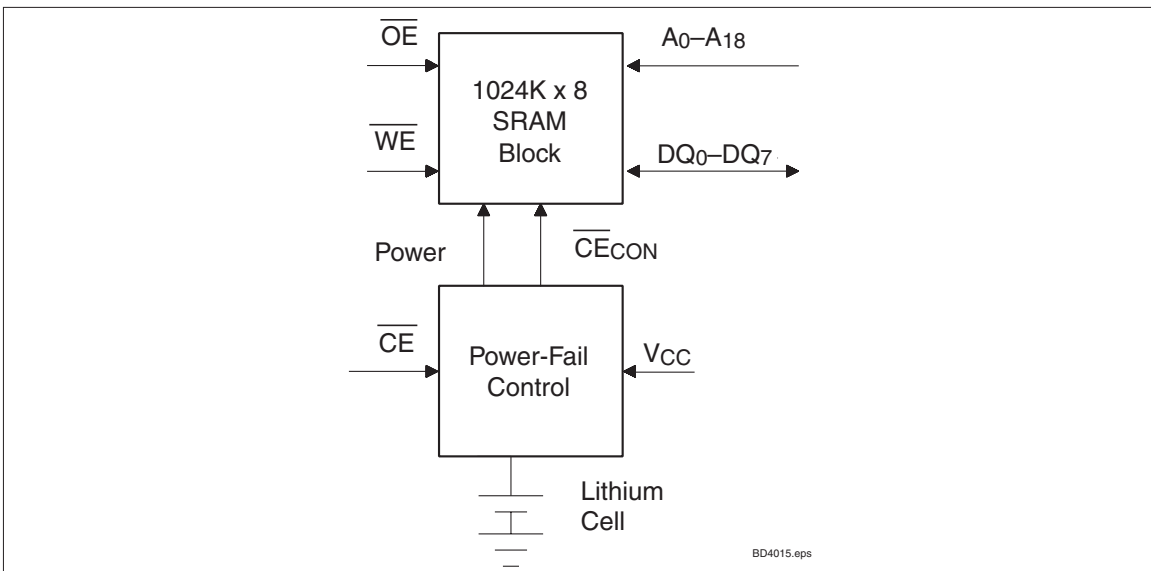 OE
A0–A18
1024K x 8
SRAM
Block
WE
DQ0–DQ7
Power
CECON
CE
Power-Fail
Control
VCC
Lithium
Cell
BD4015.eps